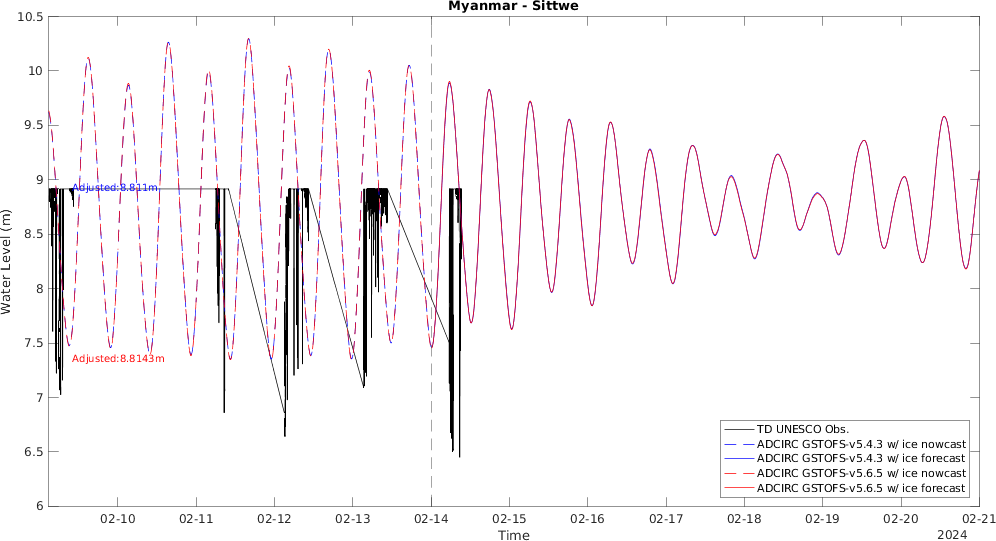 Myanmar - Sittwe
10.5
10
9.5
9
8.5
8
7.5
7
6.5
6
Water Level (m)
Adjusted:8.811m
Adjusted:8.8143m
TD UNESCO Obs.
ADCIRC GSTOFS-v5.4.3 w/ ice nowcast
ADCIRC GSTOFS-v5.4.3 w/ ice forecast
ADCIRC GSTOFS-v5.6.5 w/ ice nowcast
ADCIRC GSTOFS-v5.6.5 w/ ice forecast
02-10 02-11 02-12 02-13 02-14 02-15 02-16 02-17 02-18 02-19 02-20 02-21
Time
2024